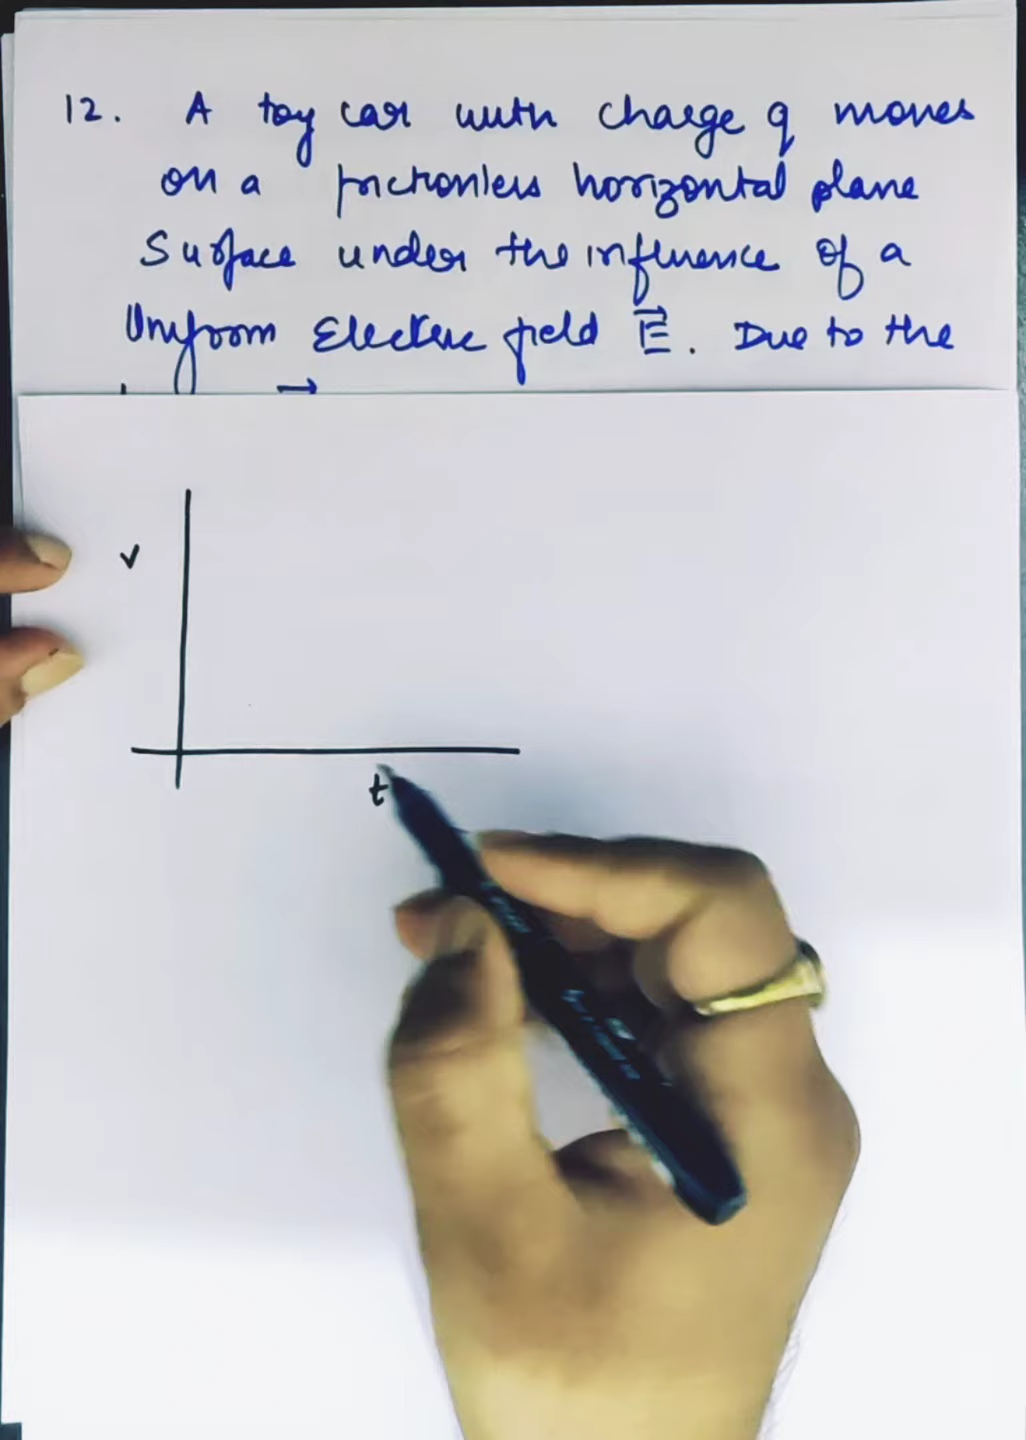 12. A toy car with charge q moves
on a frictionless horizontal plane
Surface under the influence of a
Uniform Electric field E⃗. Due to the
v
t